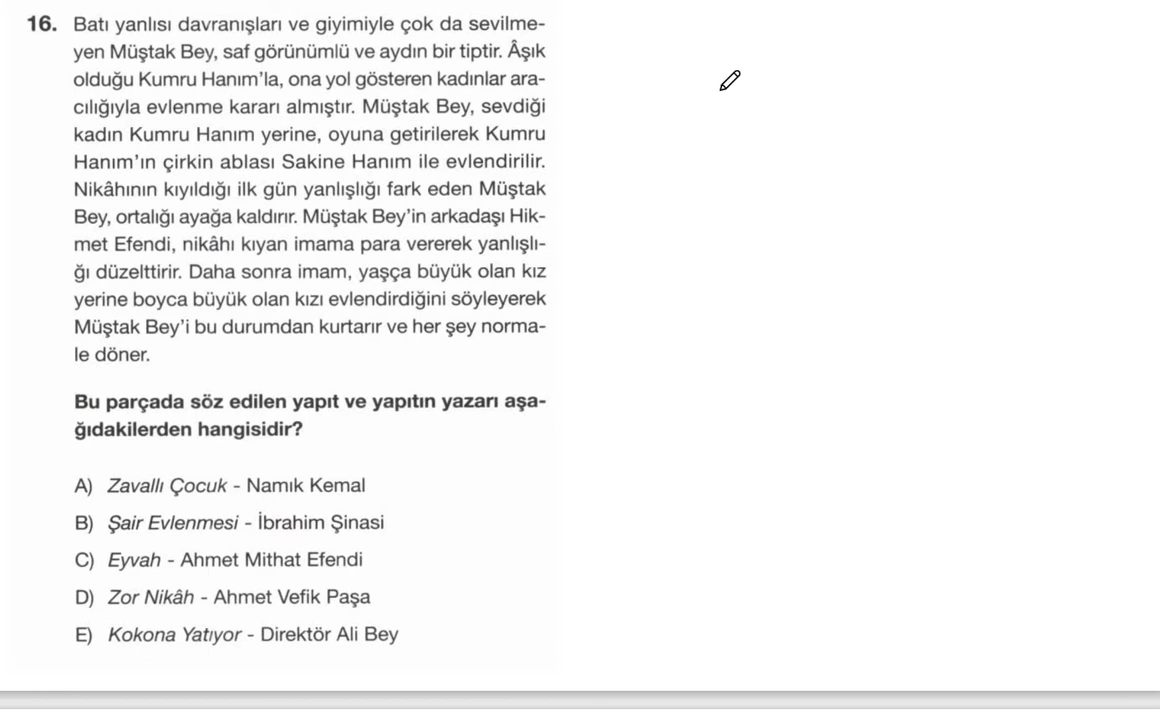 16. Batı yanlısı davranışları ve giyimiyle çok da sevilme-
yen Müştak Bey, saf görünümlü ve aydın bir tiptir. Âşık
olduğu Kumru Hanım'la, ona yol gösteren kadınlar ara-
cılığıyla evlenme kararı almıştır. Müştak Bey, sevdiği
kadın Kumru Hanım yerine, oyuna getirilerek Kumru
Hanım'ın çirkin ablası Sakine Hanım ile evlendirilir.
Nikâhının kıyıldığı ilk gün yanlışlığı fark eden Müştak
Bey, ortalığı ayağa kaldırır. Müştak Bey'in arkadaşı Hik-
met Efendi, nikâhı kıyan imama para vererek yanlışlı-
ğı düzelttirir. Daha sonra imam, yaşça büyük olan kız
yerine boyca büyük olan kızı evlendirdiğini söyleyerek
Müştak Bey'i bu durumdan kurtarır ve her şey norma-
le döner.
Bu parçada söz edilen yapıt ve yapıtın yazarı aşa-
ğıdakilerden hangisidir?
A) Zavallı Çocuk - Namık Kemal
B) Şair Evlenmesi - İbrahim Şinasi
C) Eyvah - Ahmet Mithat Efendi
D) Zor Nikâh - Ahmet Vefik Paşa
E) Kokona Yatıyor - Direktör Ali Bey